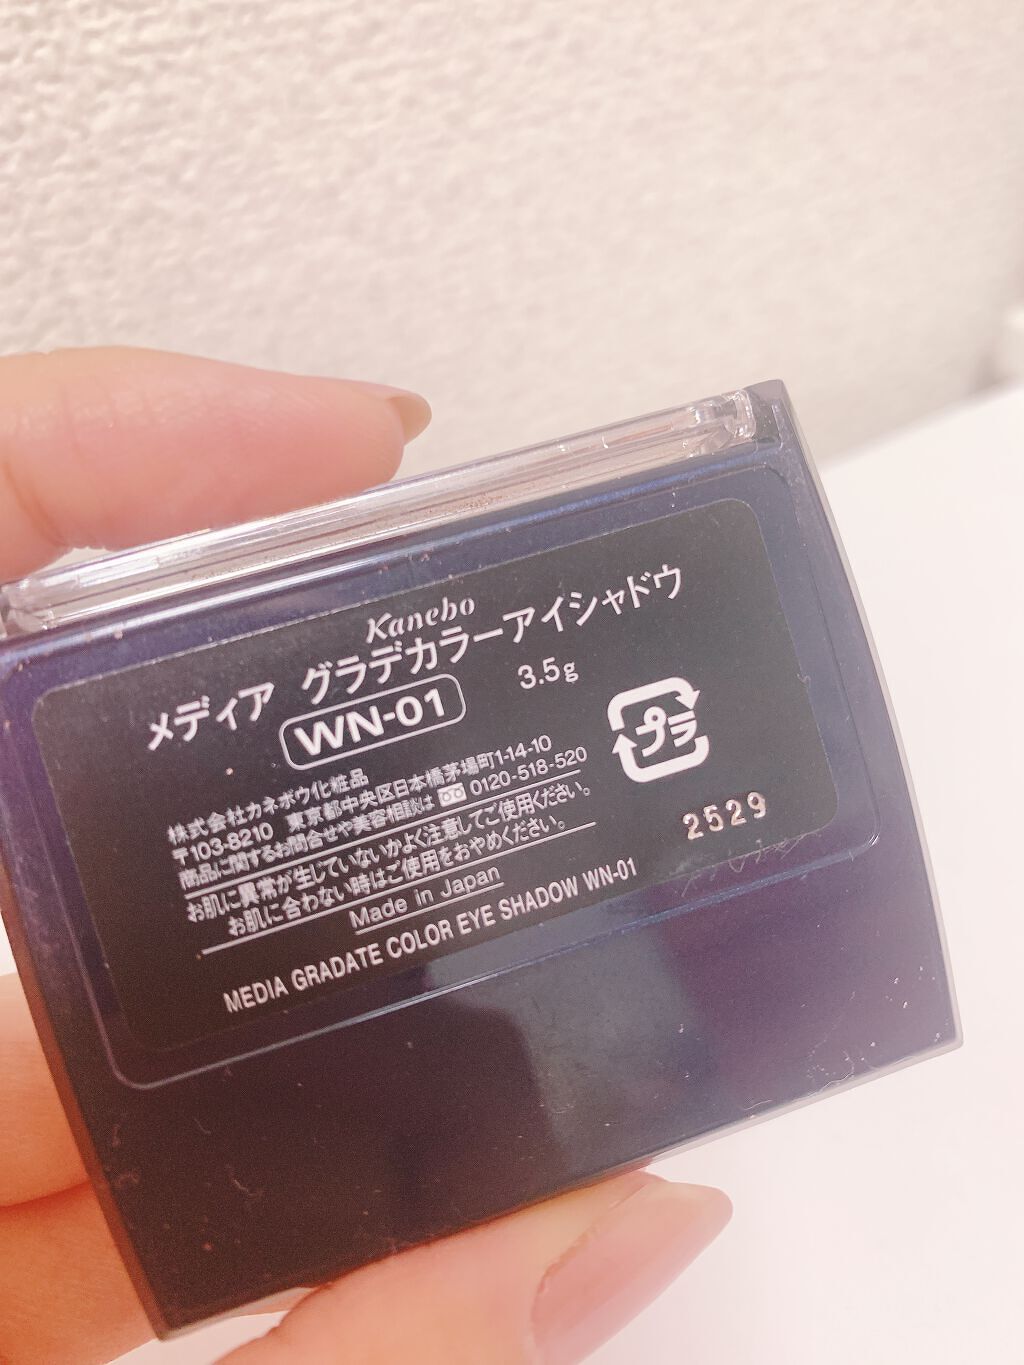 Kanebo
メディア グラデカラーアイシャドウ
WN-01
3.5g
プラ
株式会社カネボウ化粧品
〒103-8210 東京都中央区日本橋茅場町1-14-10
商品に関するお問合せや美容相談は 0120-518-520
お肌に異常が生じていないかよく注意してご使用ください。
お肌に合わない時はご使用をおやめください。
Made in Japan
2529
MEDIA GRADATE COLOR EYE SHADOW WN-01